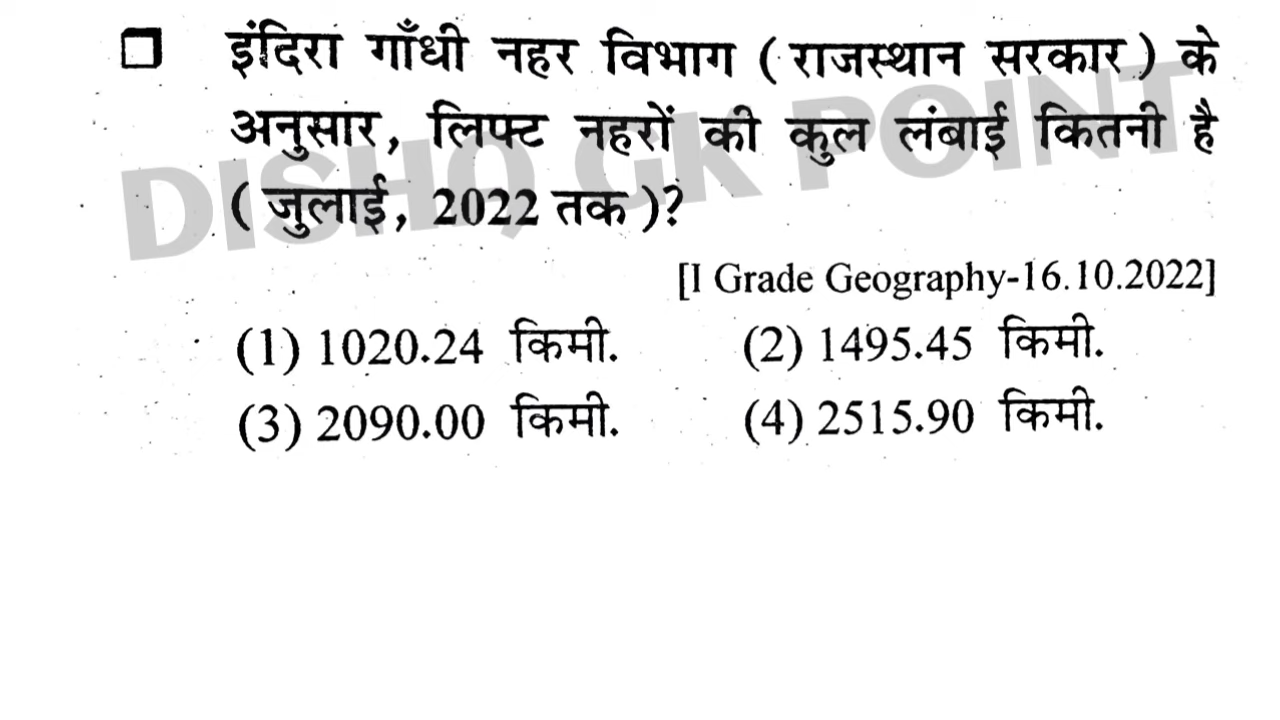 इंदिरा गाँधी नहर विभाग (राजस्थान सरकार) के
अनुसार, लिफ्ट नहरों की कुल लंबाई कितनी है
(जुलाई, 2022 तक)?
DISHQ GK POINT
[I Grade Geography-16.10.2022]
(1) 1020.24 किमी. (2) 1495.45 किमी.
(3) 2090.00 किमी. (4) 2515.90 किमी.